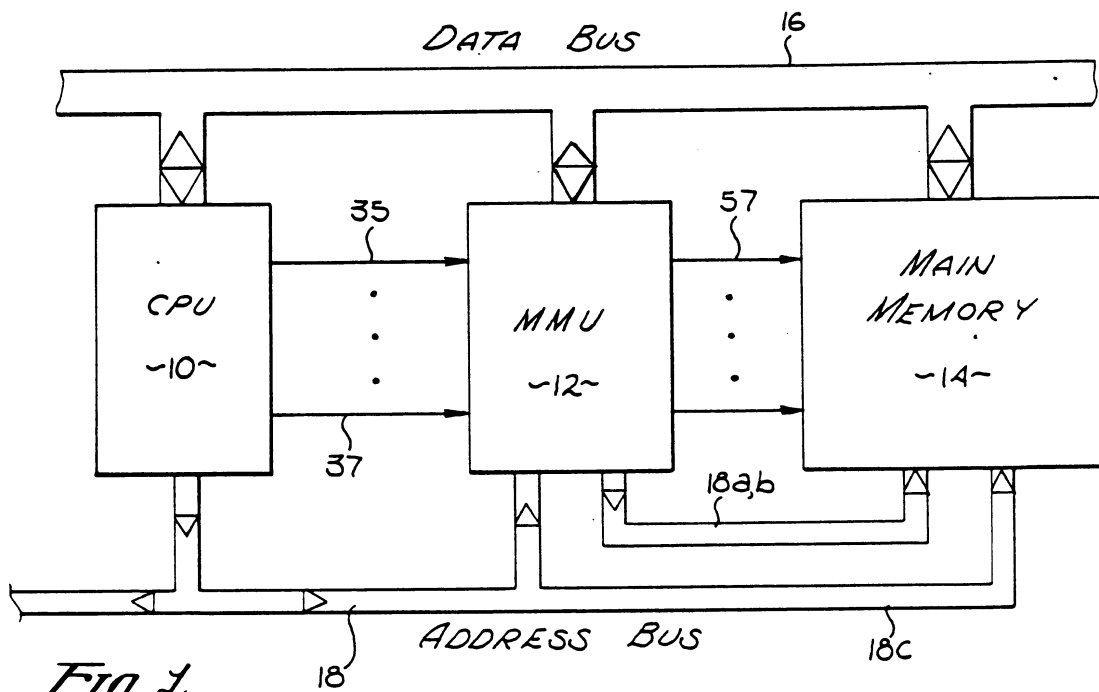 DATA BUS
16
35
57
CPU
~10~
MMU
~12~
MAIN
MEMORY
~14~
37
18a,b
ADDRESS BUS
18
18c
FIG. 1